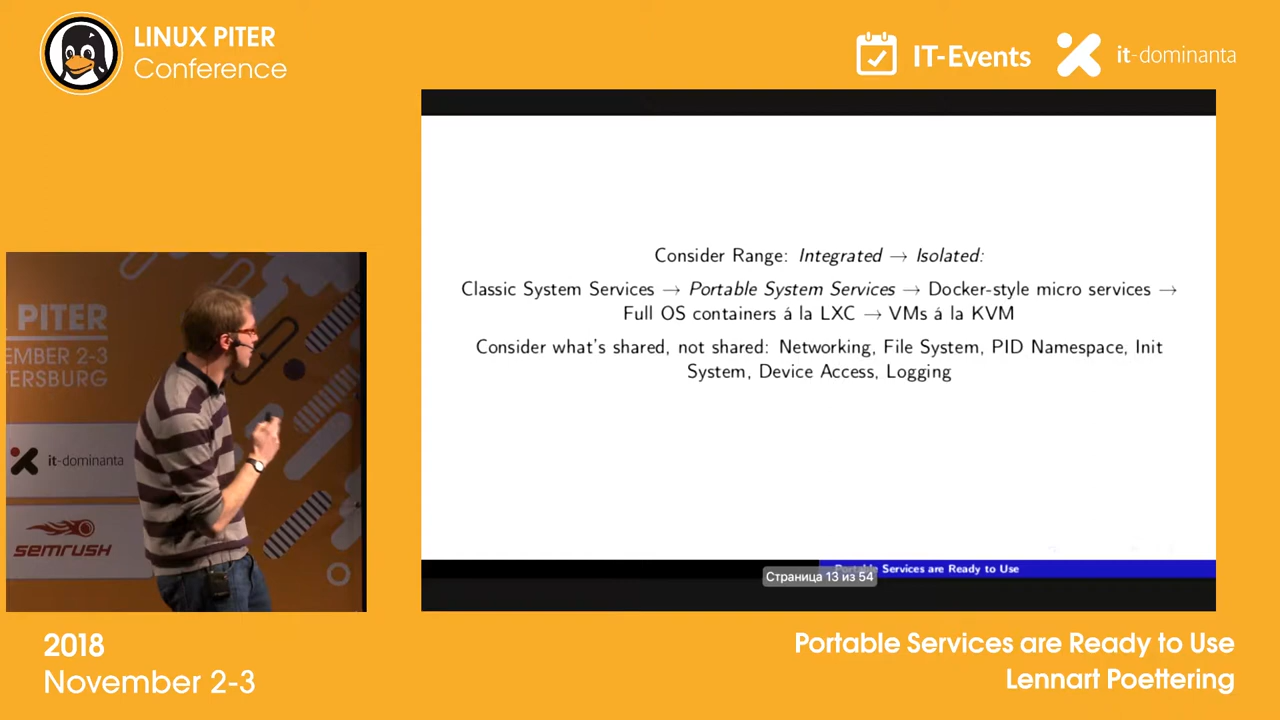 LINUX PITER
Conference
IT-Events
it-dominanta
Consider Range: Integrated → Isolated:
Classic System Services → Portable System Services → Docker-style micro services →
Full OS containers á la LXC → VMs á la KVM
Consider what's shared, not shared: Networking, File System, PID Namespace, Init
System, Device Access, Logging
Portable Services are Ready to Use
Страница 13 из 54
PITER
EMBER 2-3
TERSBURG
it-dominanta
SEMRUSH
2018
November 2-3
Portable Services are Ready to Use
Lennart Poettering